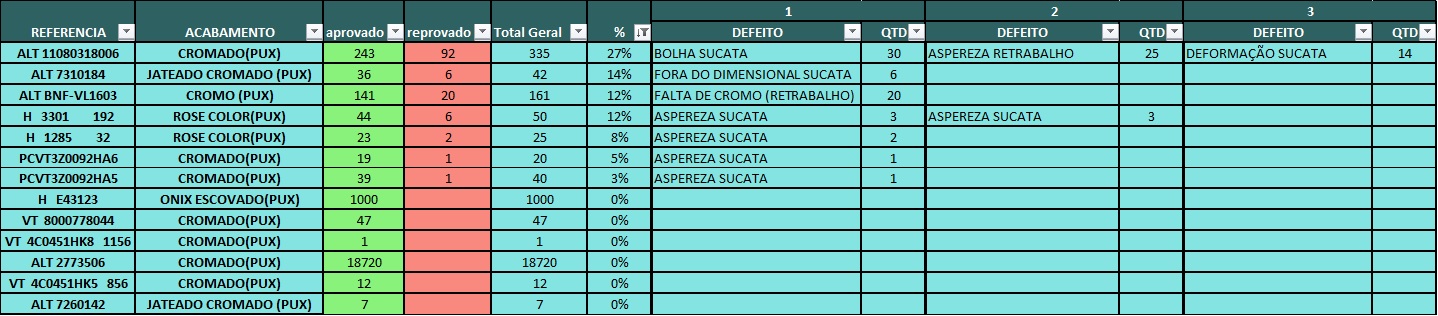 1 2 3
REFERENCIA ACABAMENTO aprovado reprovado Total Geral % DEFEITO QTD DEFEITO QTD DEFEITO QTD
ALT 11080318006 CROMADO(PUX) 243 92 335 27% BOLHA SUCATA 30 ASPEREZA RETRABALHO 25 DEFORMAÇÃO SUCATA 14
ALT 7310184 JATEADO CROMADO (PUX) 36 6 42 14% FORA DO DIMENSIONAL SUCATA 6
ALT BNF-VL1603 CROMO (PUX) 141 20 161 12% FALTA DE CROMO (RETRABALHO) 20
H 3301 192 ROSE COLOR(PUX) 44 6 50 12% ASPEREZA SUCATA 3 ASPEREZA SUCATA 3
H 1285 32 ROSE COLOR(PUX) 23 2 25 8% ASPEREZA SUCATA 2
PCVT3Z0092HA6 CROMADO(PUX) 19 1 20 5% ASPEREZA SUCATA 1
PCVT3Z0092HA5 CROMADO(PUX) 39 1 40 3% ASPEREZA SUCATA 1
H E43123 ONIX ESCOVADO(PUX) 1000 1000 0%
VT 8000778044 CROMADO(PUX) 47 47 0%
VT 4C0451HK8 1156 CROMADO(PUX) 1 1 0%
ALT 2773506 CROMADO(PUX) 18720 18720 0%
VT 4C0451HK5 856 CROMADO(PUX) 12 12 0%
ALT 7260142 JATEADO CROMADO (PUX) 7 7 0%